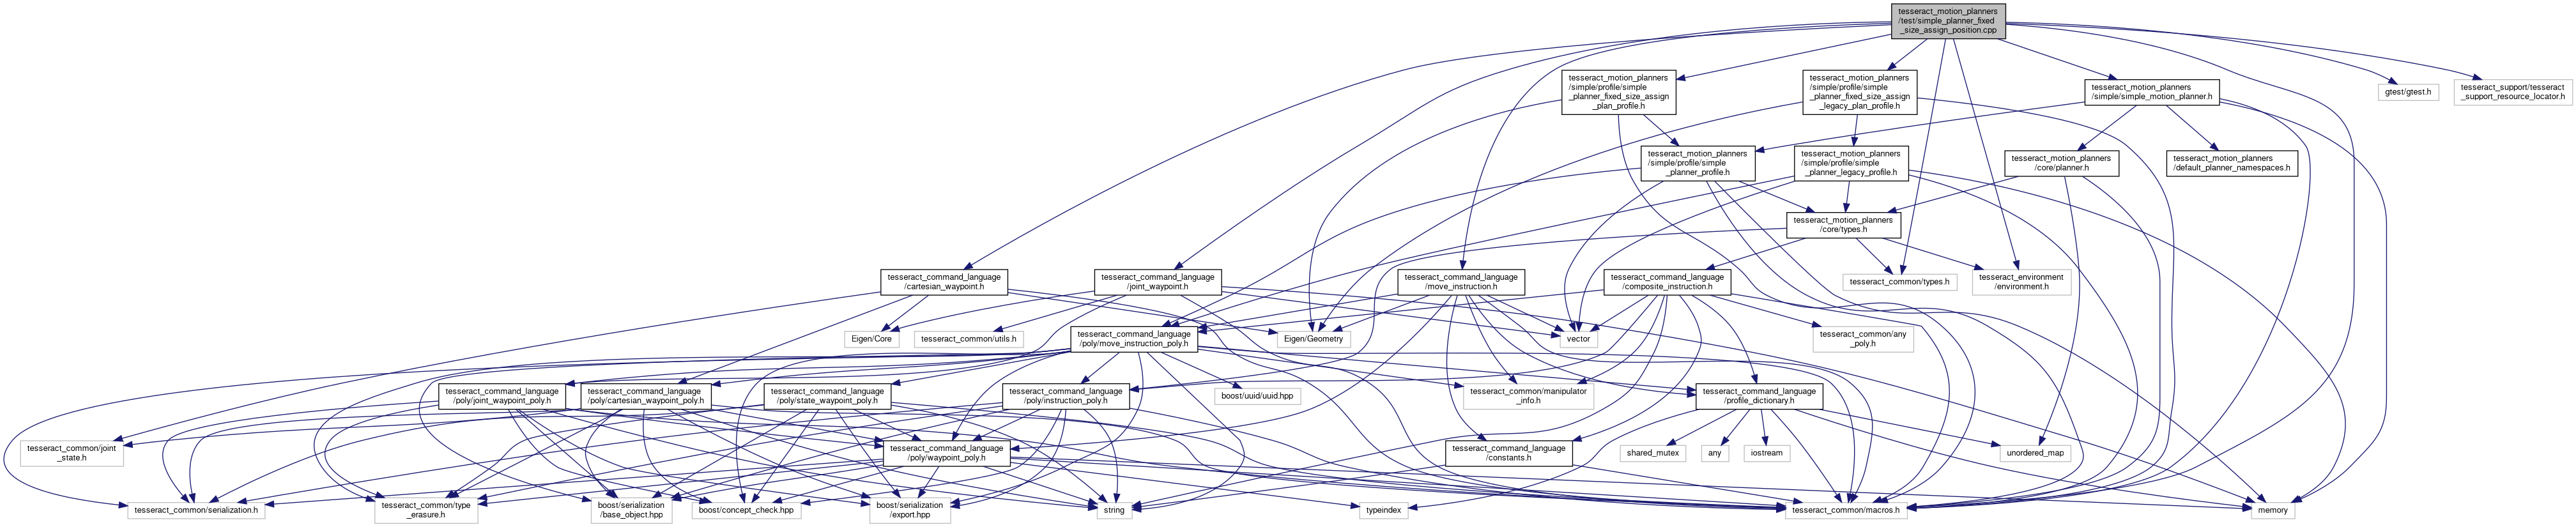 tesseract_motion_planners
/test/simple_planner_fixed
_size_assign_position.cpp
tesseract_motion_planners
/simple/profile/simple
_planner_fixed_size_assign
_plan_profile.h
tesseract_motion_planners
/simple/profile/simple
_planner_fixed_size_assign
_legacy_plan_profile.h
tesseract_motion_planners
/simple/simple_motion_planner.h
gtest/gtest.h
tesseract_support/tesseract
_support_resource_locator.h
tesseract_motion_planners
/simple/profile/simple
_planner_profile.h
tesseract_motion_planners
/simple/profile/simple
_planner_legacy_profile.h
tesseract_motion_planners
/core/planner.h
tesseract_motion_planners
/default_planner_namespaces.h
tesseract_motion_planners
/core/types.h
tesseract_command_language
/cartesian_waypoint.h
tesseract_command_language
/joint_waypoint.h
tesseract_command_language
/move_instruction.h
tesseract_command_language
/composite_instruction.h
tesseract_common/types.h
tesseract_environment
/environment.h
Eigen/Core
tesseract_common/utils.h
tesseract_command_language
/poly/move_instruction_poly.h
Eigen/Geometry
vector
tesseract_common/any
_poly.h
tesseract_command_language
/poly/joint_waypoint_poly.h
tesseract_command_language
/poly/cartesian_waypoint_poly.h
tesseract_command_language
/poly/state_waypoint_poly.h
tesseract_command_language
/poly/instruction_poly.h
boost/uuid/uuid.hpp
tesseract_common/manipulator
_info.h
tesseract_command_language
/profile_dictionary.h
tesseract_common/joint
_state.h
tesseract_command_language
/poly/waypoint_poly.h
tesseract_command_language
/constants.h
shared_mutex
any
iostream
unordered_map
tesseract_common/serialization.h
tesseract_common/type
_erasure.h
boost/serialization
/base_object.hpp
boost/concept_check.hpp
boost/serialization
/export.hpp
string
typeindex
tesseract_common/macros.h
memory